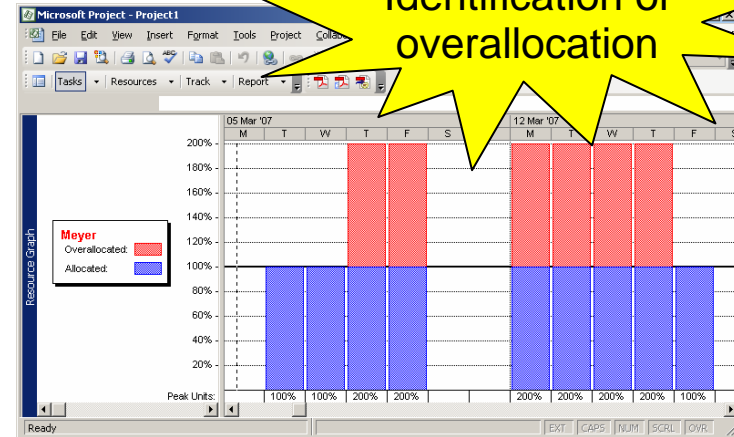 Identification of
overallocation
Microsoft Project - Project1
File Edit View Insert Format Tools Project
Tasks Resources Track Report
05 Mar '07 12 Mar '07
M T W T F S M T W T F S
200%
180%
160%
140%
120%
100%
80%
60%
40%
20%
Resource Graph
Meyer
Overallocated:
Allocated:
Peak Units: 100% 100% 200% 200% 200% 200% 200% 200% 100%
Ready EXT CAPS NUM SCRL OVR